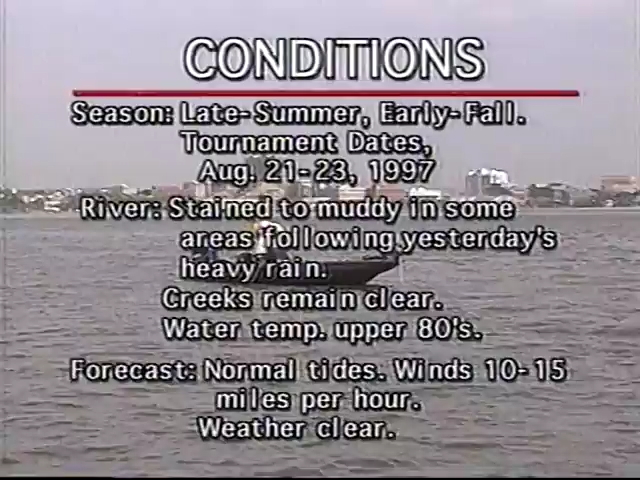 CONDITIONS
Season: Late-Summer, Early-Fall.
Tournament Dates,
Aug. 21-23, 1997
River: Stained to muddy in some
areas following yesterday's
heavy rain.
Creeks remain clear.
Water temp. upper 80's.
Forecast: Normal tides. Winds 10-15
miles per hour.
Weather clear.